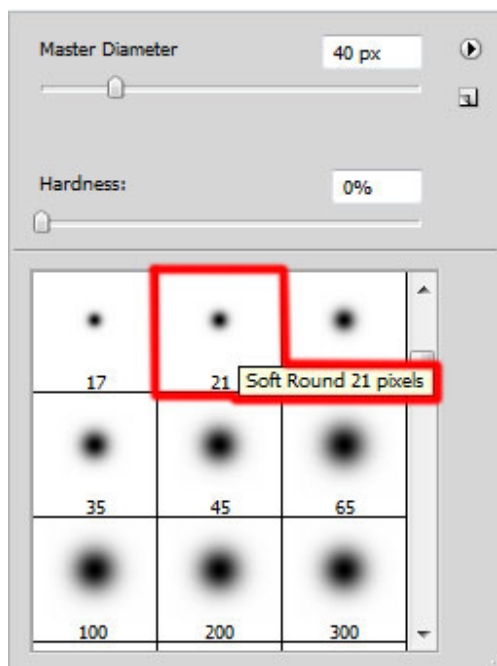 Master Diameter 40 px
Hardness: 0%
17 21
Soft Round 21 pixels
35 45 65
100 200 300